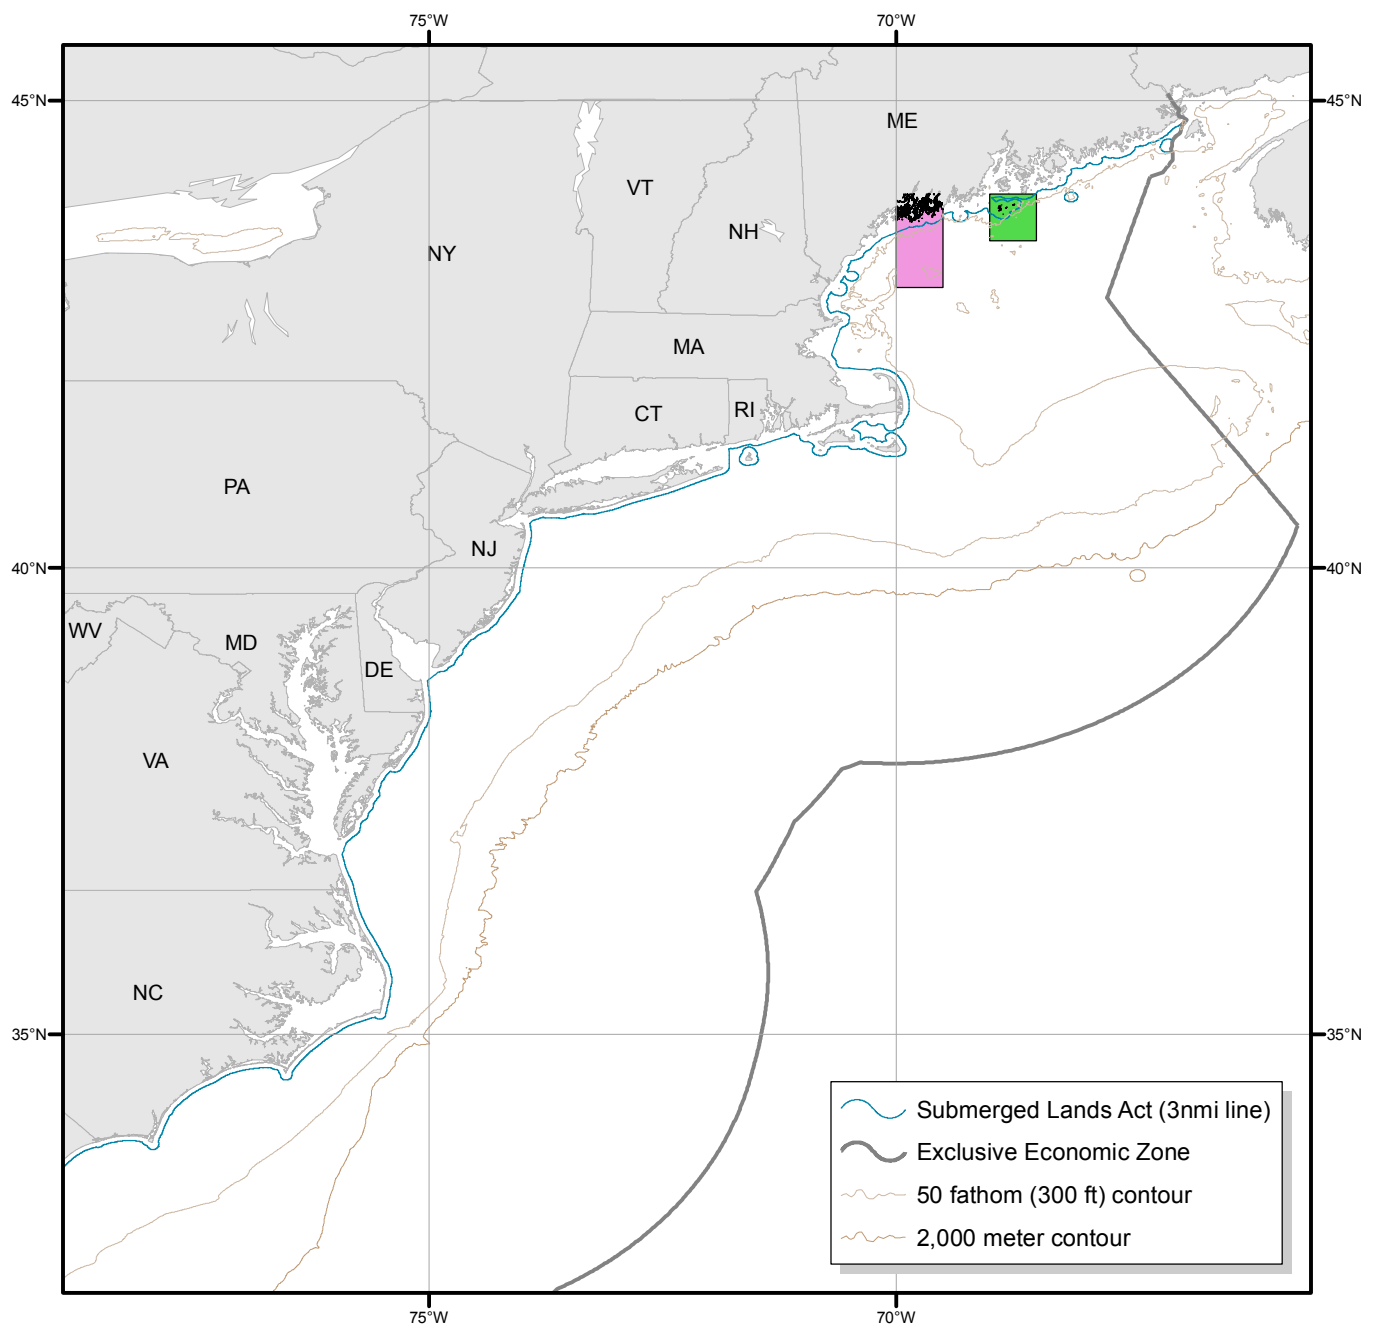 75°W 70°W
45°N 45°N
ME
VT
NH
NY
MA
CT RI
PA
NJ
40°N 40°N
WV
MD
DE
VA
NC
35°N 35°N
Submerged Lands Act (3nmi line)
Exclusive Economic Zone
50 fathom (300 ft) contour
2,000 meter contour
75°W 70°W